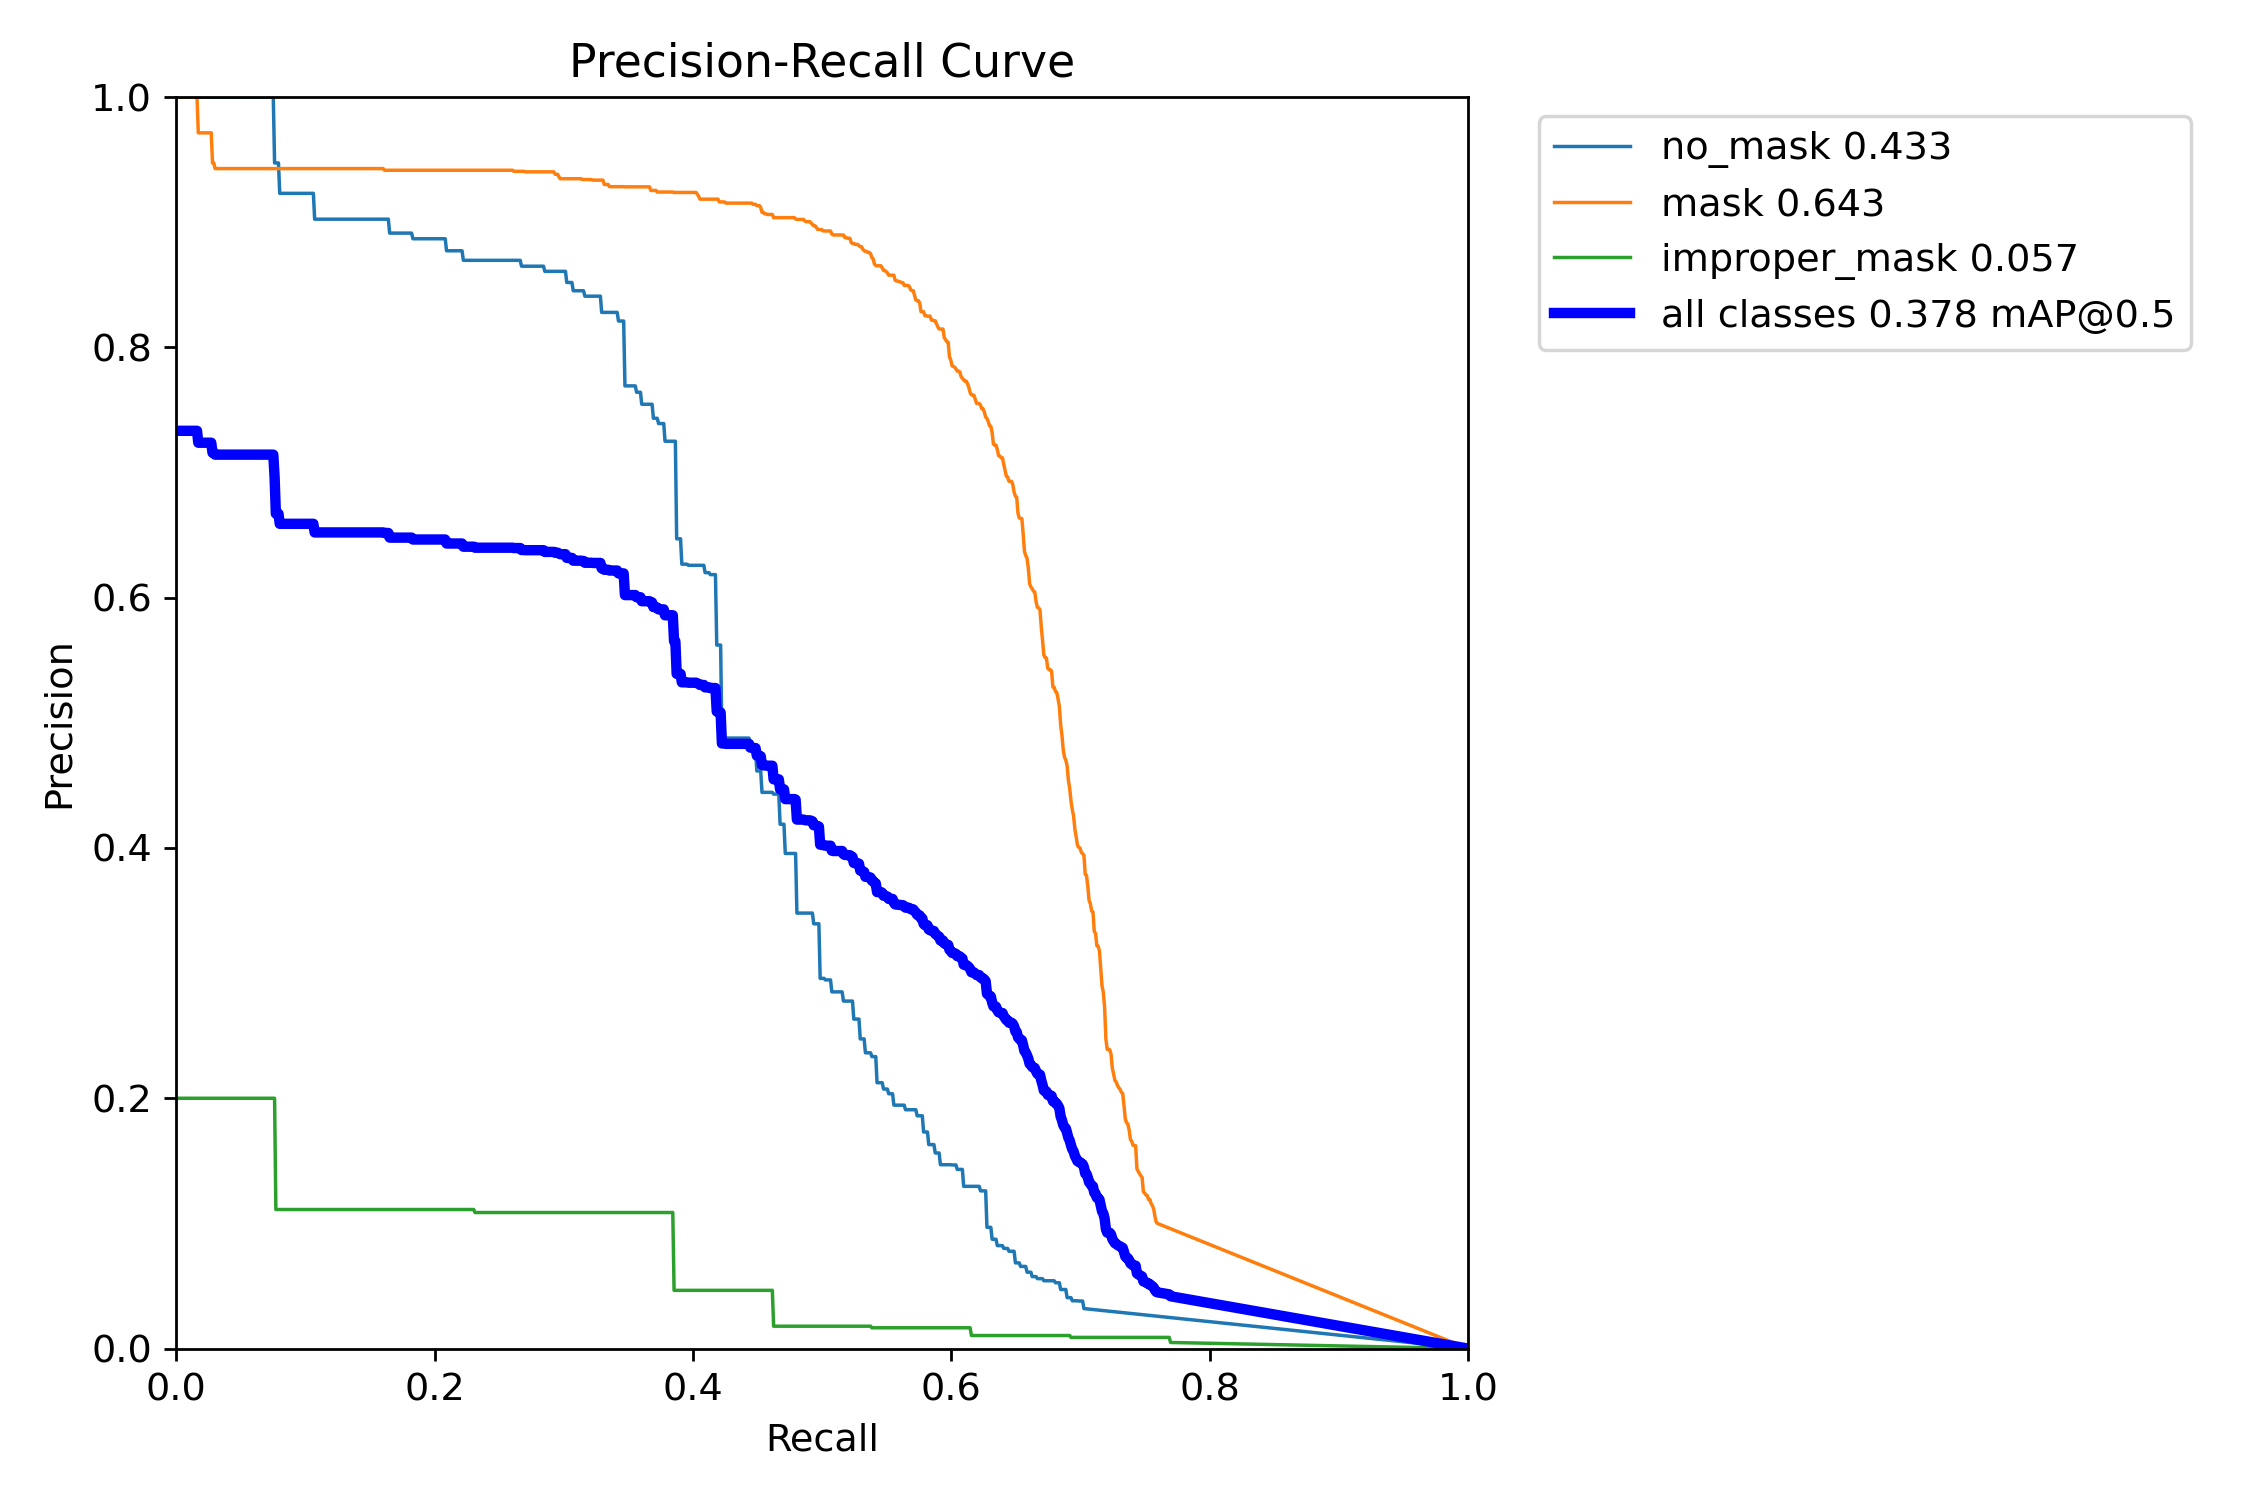 Precision-Recall Curve
1.0
0.8
0.6
0.4
0.2
0.0
Precision
0.0 0.2 0.4 0.6 0.8 1.0
Recall
no_mask 0.433
mask 0.643
improper_mask 0.057
all classes 0.378 mAP@0.5